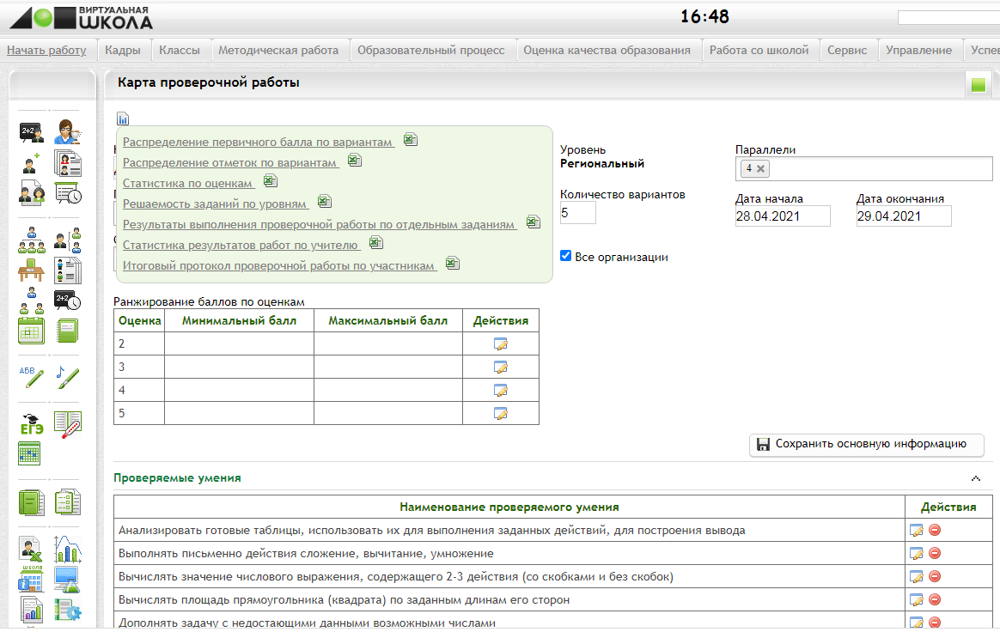 ВИРТУАЛЬНАЯ
ШКОЛА
16:48
Начать работу Кадры Классы Методическая работа Образовательный процесс Оценка качества образования Работа со школой Сервис Управление Успев
Карта проверочной работы
Распределение первичного балла по вариантам
Распределение отметок по вариантам
Статистика по оценкам
Решаемость заданий по уровням
Результаты выполнения проверочной работы по отдельным заданиям
Статистика результатов работ по учителю
Итоговый протокол проверочной работы по участникам
Уровень
Региональный
Параллели
4
Количество вариантов
5
Дата начала Дата окончания
28.04.2021 29.04.2021
Все организации
Ранжирование баллов по оценкам
Оценка Минимальный балл Максимальный балл Действия
2
3
4
5
Сохранить основную информацию
Проверяемые умения
Наименование проверяемого умения Действия
Анализировать готовые таблицы, использовать их для выполнения заданных действий, для построения вывода
Выполнять письменно действия сложение, вычитание, умножение
Вычислять значение числового выражения, содержащего 2-3 действия (со скобками и без скобок)
Вычислять площадь прямоугольника (квадрата) по заданным длинам его сторон
Дополнять задачу с недостающими данными возможными числами
2+2
2+2
АБВ
ЕГЭ
ШКОЛА